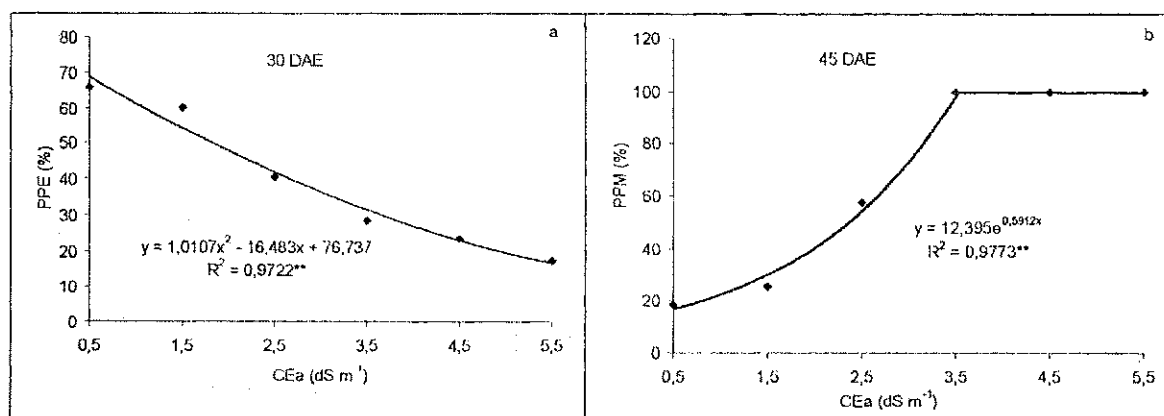 a
30 DAE
80
70
60
50
40
30
20
10
0
PPE (%)
y = 1,0107x² - 16,483x + 76,737
R² = 0,9722**
0,5 1,5 2,5 3,5 4,5 5,5
CEa (dS m⁻¹)
b
45 DAE
120
100
80
60
40
20
0
PPM (%)
y = 12,395e^0,5912x
R² = 0,9773**
0,5 1,5 2,5 3,5 4,5 5,5
CEa (dS m⁻¹)